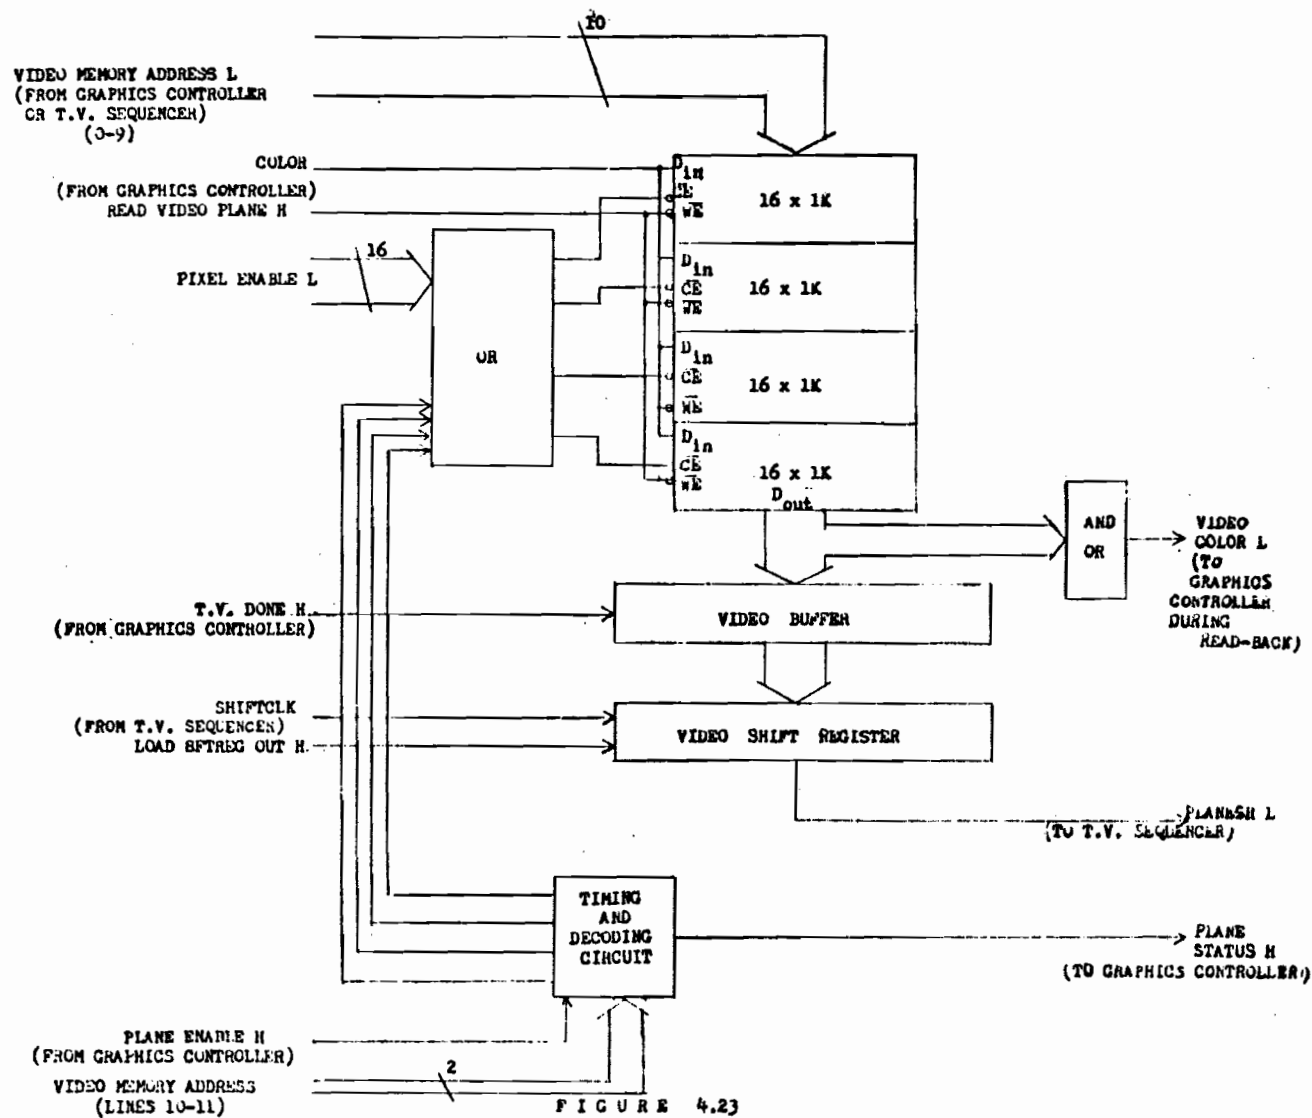 10
VIDEO MEMORY ADDRESS L
(FROM GRAPHICS CONTROLLER
OR T.V. SEQUENCER)
(0-9)
COLOR
(FROM GRAPHICS CONTROLLER)
READ VIDEO PLANE H
16
PIXEL ENABLE L
OR
Din
CE
WE
16 x 1K
Din
CE
WE
16 x 1K
Din
CE
WE
16 x 1K
Din
CE
WE
16 x 1K
Dout
AND
OR
VIDEO
COLOR L
(TO
GRAPHICS
CONTROLLER
DURING
READ-BACK)
T.V. DONE H
(FROM GRAPHICS CONTROLLER)
VIDEO BUFFER
SHIFTCLK
(FROM T.V. SEQUENCER)
LOAD SFTREG OUT H
VIDEO SHIFT REGISTER
PLANESH L
(TO T.V. SEQUENCER)
TIMING
AND
DECODING
CIRCUIT
PLANE
STATUS H
(TO GRAPHICS CONTROLLER)
PLANE ENABLE H
(FROM GRAPHICS CONTROLLER)
2
VIDEO MEMORY ADDRESS
(LINES 10-11)
FIGURE 4.23